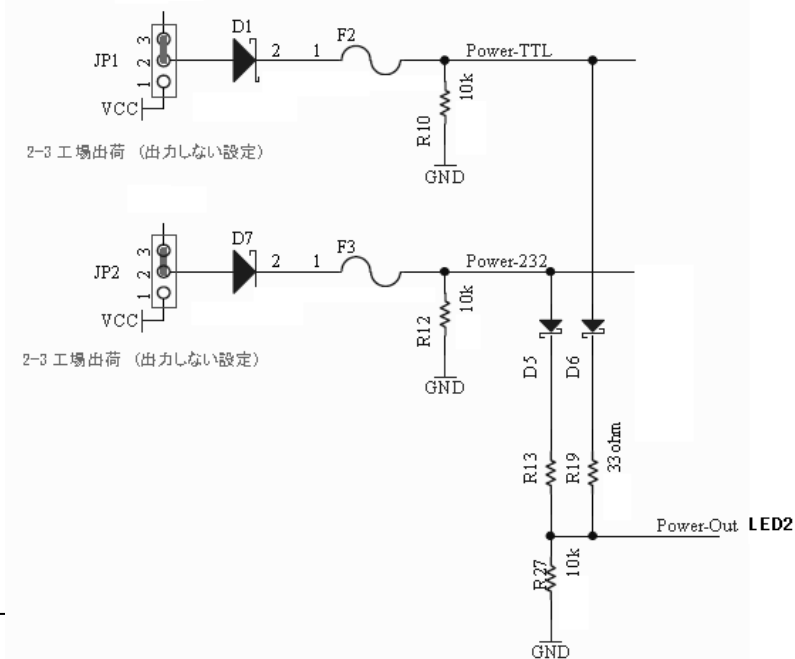 D1
F2
JP1
3
2
1
2
1
Power-TTL
10k
R10
VCC
GND
2-3 工場出荷 (出力しない設定)
D7
F3
JP2
3
2
1
2
1
Power-232
10k
R12
VCC
GND
2-3 工場出荷 (出力しない設定)
D5
D6
R13
R19
33ohm
Power-Out LED2
R27
10k
GND